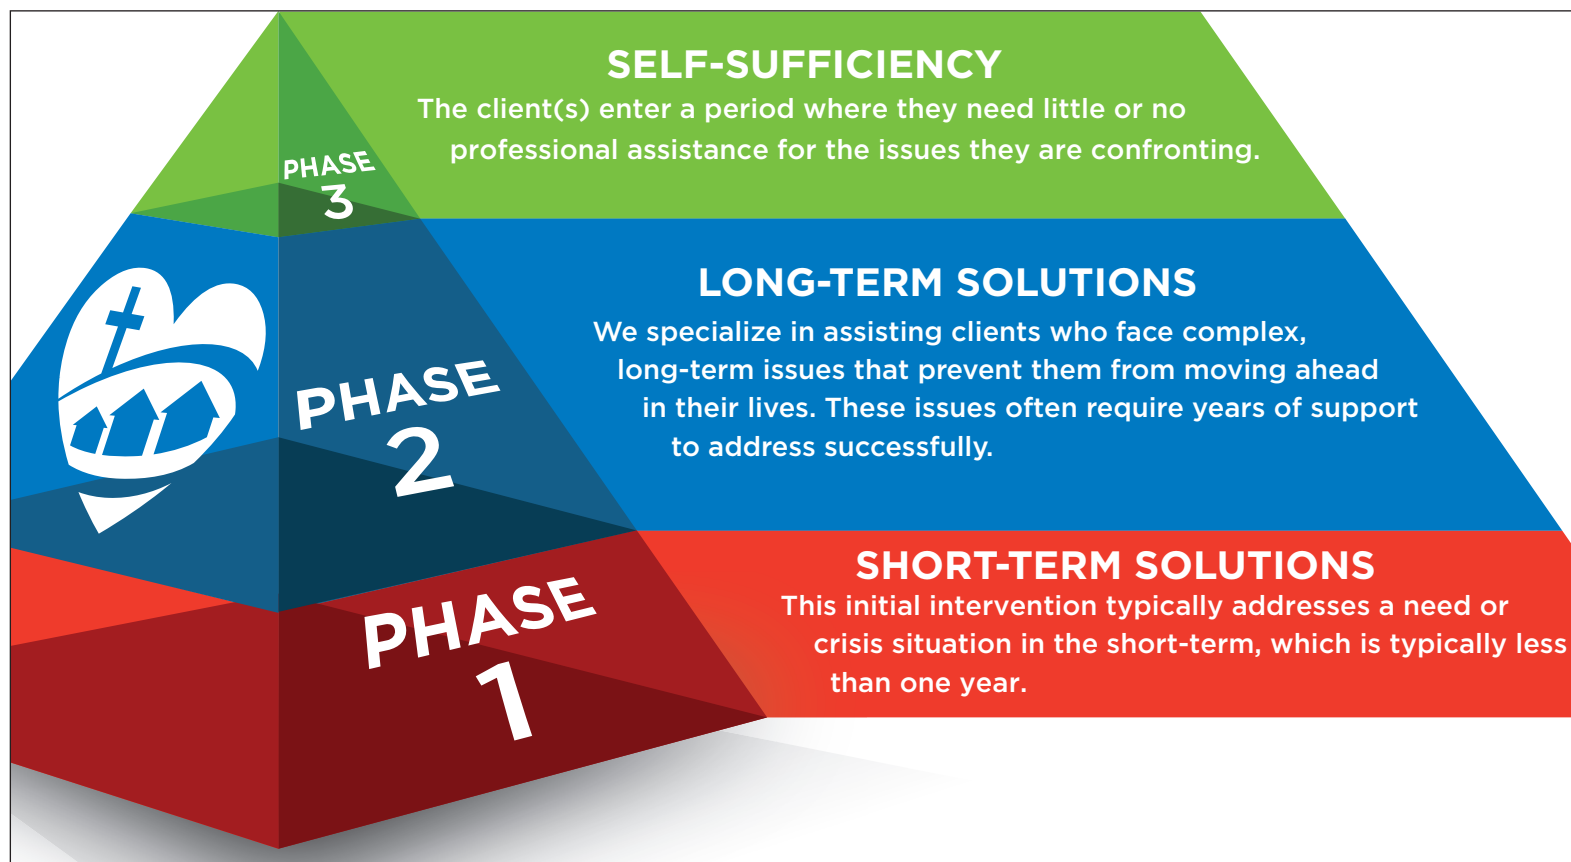 SELF-SUFFICIENCY
The client(s) enter a period where they need little or no
professional assistance for the issues they are confronting.
PHASE
3
LONG-TERM SOLUTIONS
We specialize in assisting clients who face complex,
long-term issues that prevent them from moving ahead
in their lives. These issues often require years of support
to address successfully.
PHASE
2
SHORT-TERM SOLUTIONS
This initial intervention typically addresses a need or
crisis situation in the short-term, which is typically less
than one year.
PHASE
1